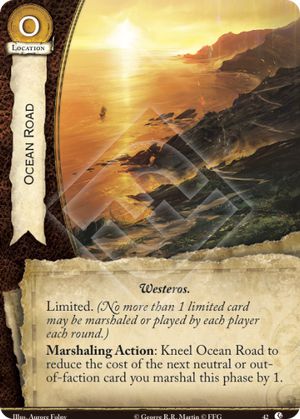 0
LOCATION
OCEAN ROAD
Westeros.
Limited. (No more than 1 limited card
may be marshaled or played by each player
each round.)
Marshaling Action: Kneel Ocean Road to
reduce the cost of the next neutral or out-
of-faction card you marshal this phase by 1.
Illus. Aurore Folny
© George R.R. Martin © FFG
42